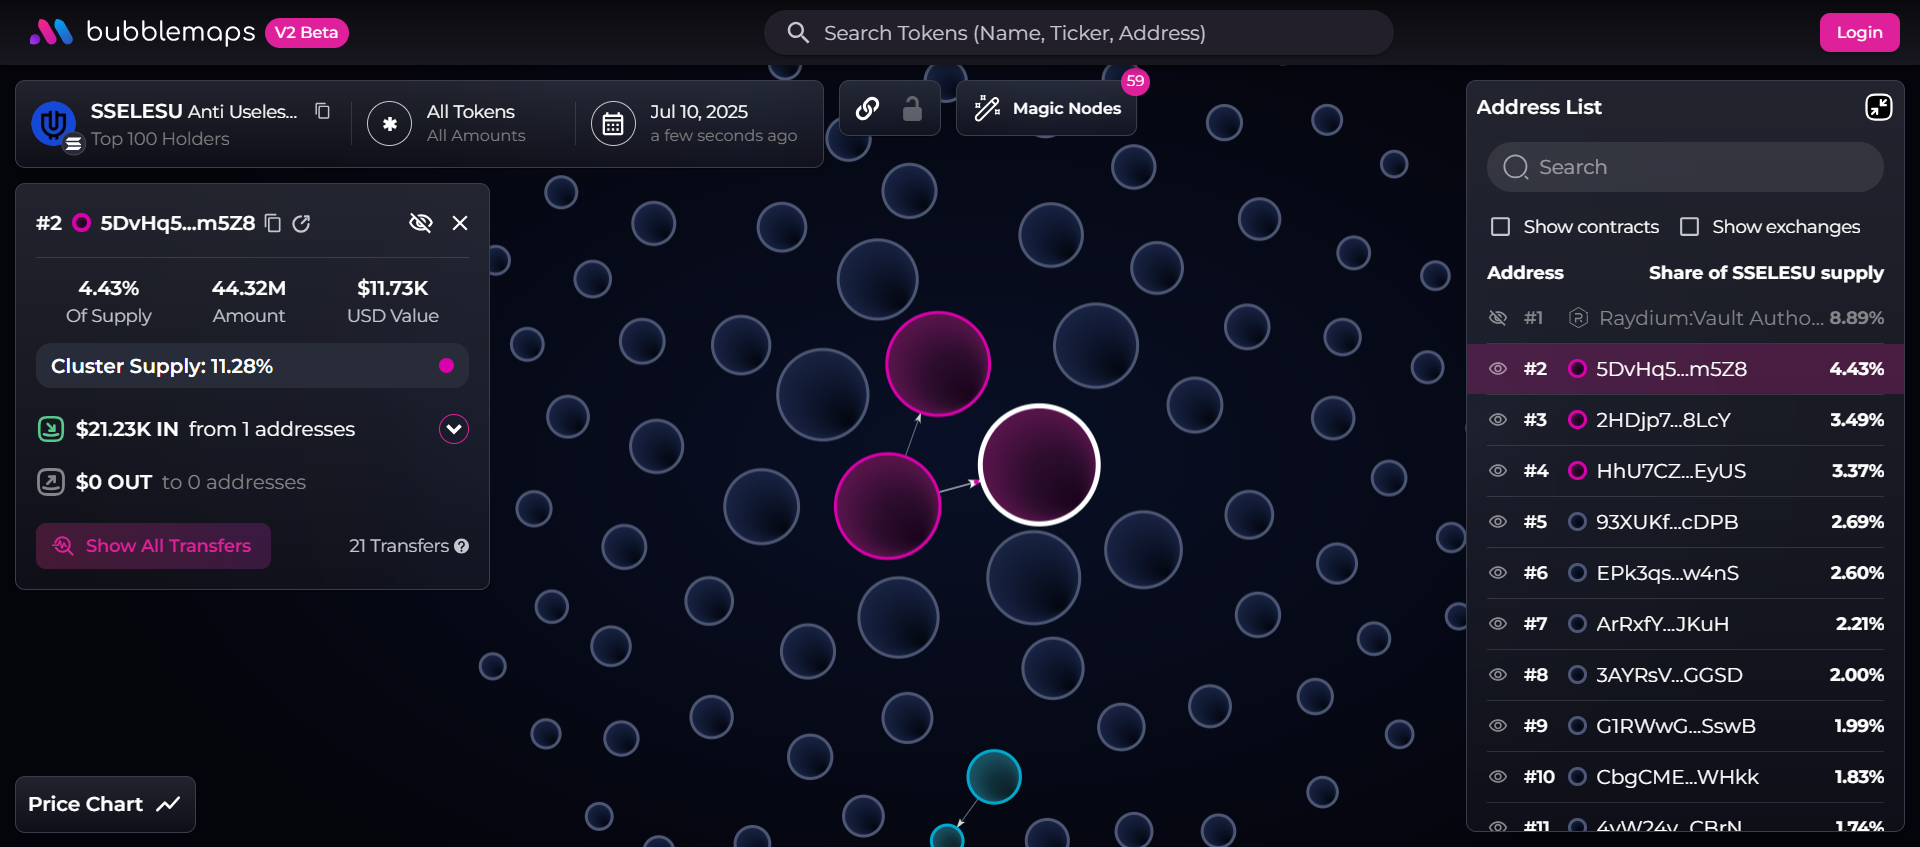 bubblemaps V2 Beta
Search Tokens (Name, Ticker, Address)
Login
SSELESU Anti Useles...
Top 100 Holders
All Tokens
All Amounts
Jul 10, 2025
a few seconds ago
59
Magic Nodes
#2 5DvHq5...m5Z8
4.43% 44.32M $11.73K
Of Supply Amount USD Value
Cluster Supply: 11.28%
$21.23K IN from 1 addresses
$0 OUT to 0 addresses
Show All Transfers 21 Transfers ?
Price Chart
Address List
Search
Show contracts Show exchanges
Address Share of SSELESU supply
#1 Raydium:Vault Autho... 8.89%
#2 5DvHq5...m5Z8 4.43%
#3 2HDjp7...8LcY 3.49%
#4 HhU7CZ...EyUS 3.37%
#5 93XUKf...cDPB 2.69%
#6 EPk3qs...w4nS 2.60%
#7 ArRxfY...JKuH 2.21%
#8 3AYRsV...GGSD 2.00%
#9 G1RWwG...SswB 1.99%
#10 CbgCME...WHkk 1.83%
#11 1.74%